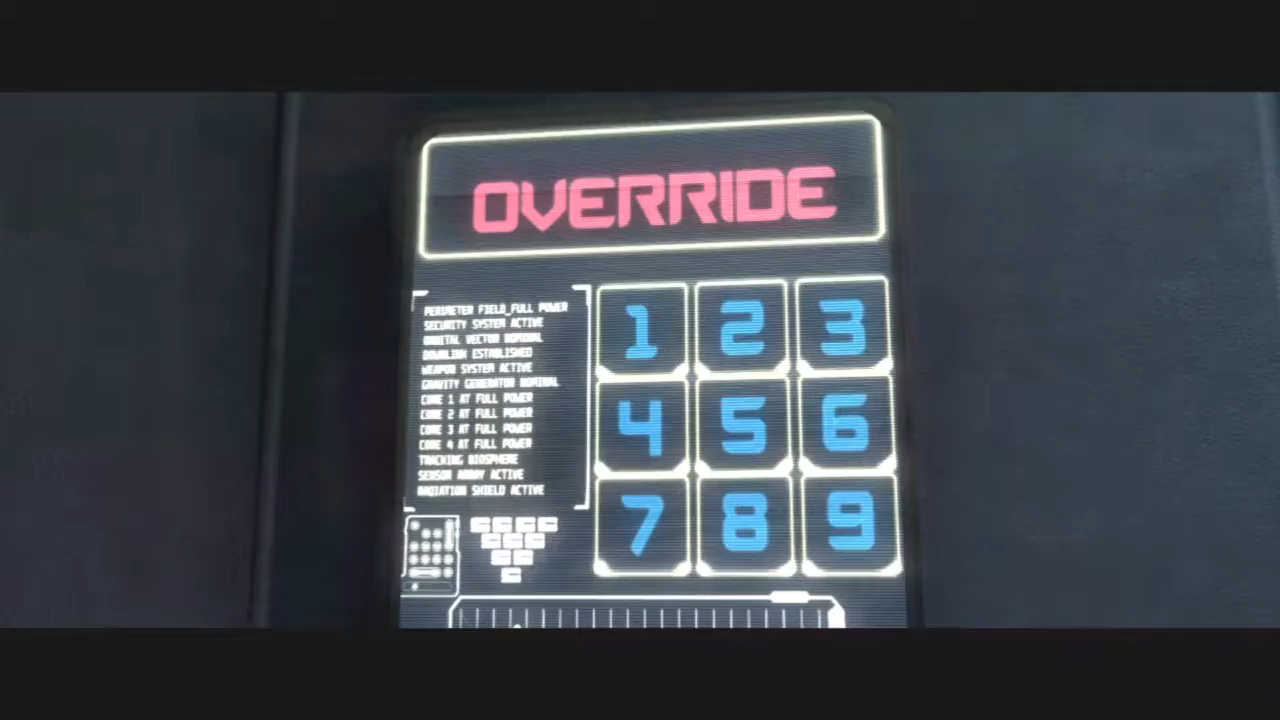 OVERRIDE
PERIMETER FIELD_FULL POWER
SECURITY SYSTEM ACTIVE
ORBITAL VECTOR NOMINAL
DOWNLINK ESTABLISHED
WEAPON SYSTEM ACTIVE
GRAVITY GENERATOR NOMINAL
CORE 1 AT FULL POWER
CORE 2 AT FULL POWER
CORE 3 AT FULL POWER
CORE 4 AT FULL POWER
TRACKING BIOSPHERE
SENSOR ARRAY ACTIVE
RADIATION SHIELD ACTIVE
1 2 3
4 5 6
7 8 9